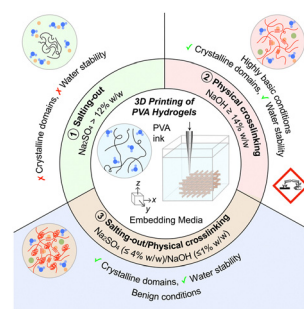 3D Printing of
PVA Hydrogels
PVA
ink
z
x
y
Embedding Media
① Salting-out
Na₂SO₄ > 12% w/w
✗ Crystalline domains, ✗ Water stability
② Physical crosslinking
NaOH ≥ 14% w/w
Highly basic conditions
✓ Crystalline domains, ✓ Water stability
③ Salting-out/Physical crosslinking
Na₂SO₄ (≤ 4% w/w)/NaOH (≤1% w/w)
✓ Crystalline domains, ✓ Water stability
Benign conditions